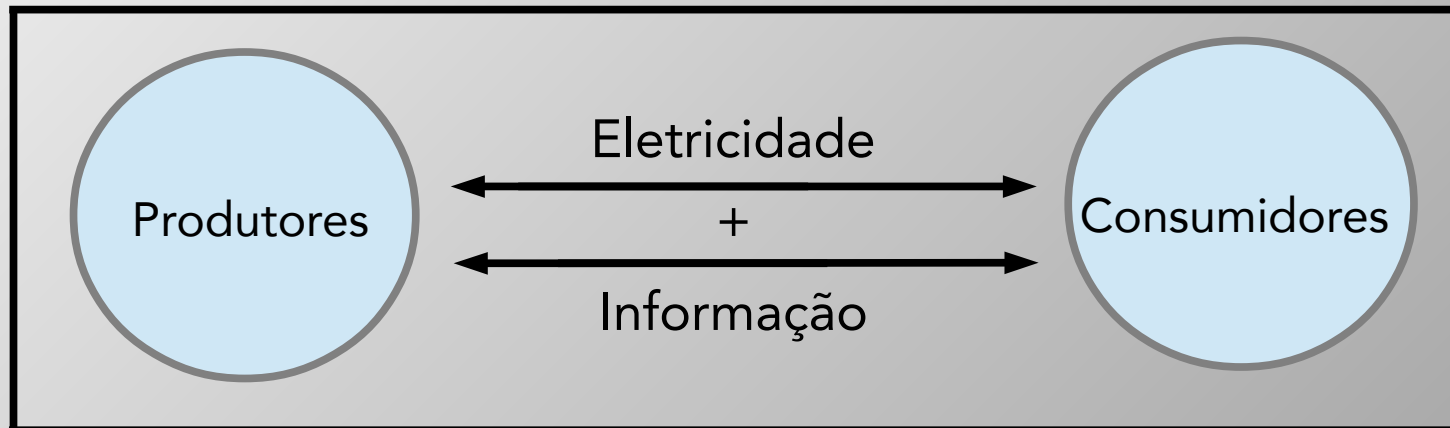 Eletricidade
Produtores
+
Consumidores
Informação